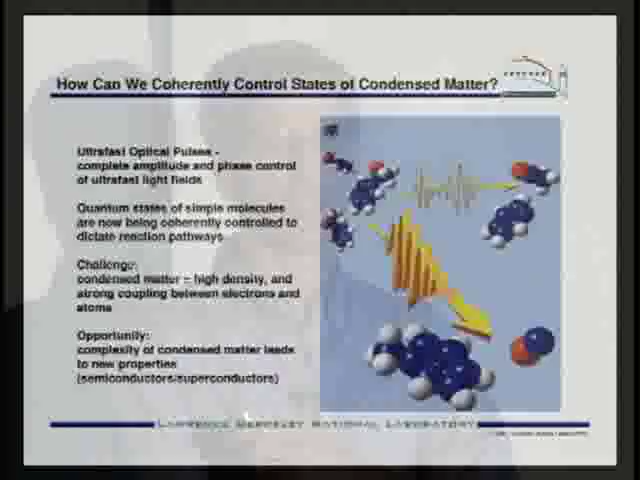 How Can We Coherently Control States of Condensed Matter?
Ultrafast Optical Pulses -
complete amplitude and phase control
of ultrafast light fields
Quantum states of simple molecules
are now being coherently controlled to
dictate reaction pathways
Challenge:
condensed matter = high density, and
strong coupling between electrons and
atoms
Opportunity:
complexity of condensed matter leads
to new properties
(semiconductors/superconductors)
LAWRENCE BERKELEY NATIONAL LABORATORY